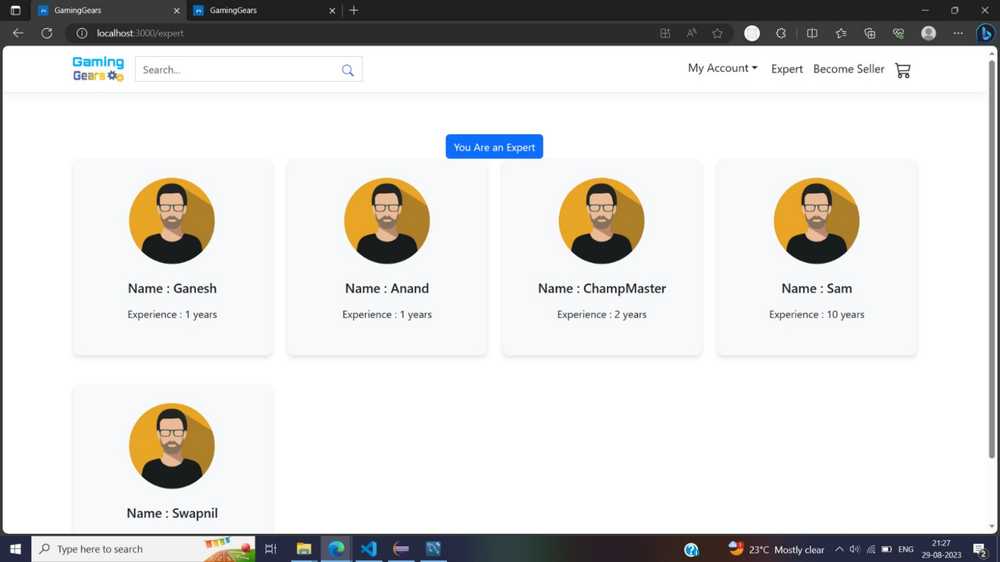 GamingGears
GamingGears
localhost:3000/expert
Gaming
Gears
Search...
My Account
Expert
Become Seller
You Are an Expert
Name : Ganesh
Experience : 1 years
Name : Anand
Experience : 1 years
Name : ChampMaster
Experience : 2 years
Name : Sam
Experience : 10 years
Name : Swapnil
Type here to search
1
23°C Mostly clear
ENG
21:27
29-08-2023
2